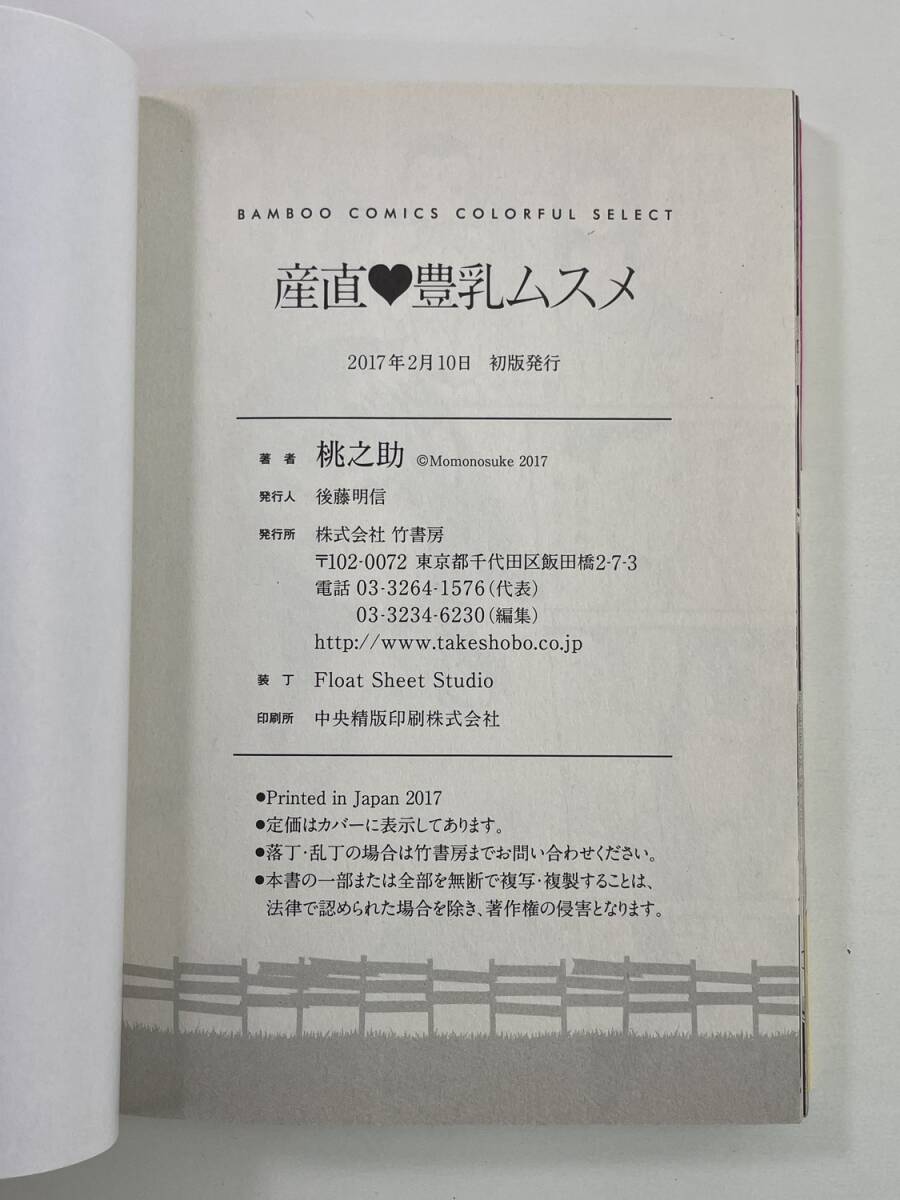 BAMBOO COMICS COLORFUL SELECT
産直♥豊乳ムスメ
2017年2月10日 初版発行
著者 桃之助 ©Momonosuke 2017
発行人 後藤明信
発行所 株式会社 竹書房
〒102-0072 東京都千代田区飯田橋2-7-3
電話 03-3264-1576(代表)
03-3234-6230(編集)
http://www.takeshobo.co.jp
装丁 Float Sheet Studio
印刷所 中央精版印刷株式会社
●Printed in Japan 2017
●定価はカバーに表示してあります。
●落丁・乱丁の場合は竹書房までお問い合わせください。
●本書の一部または全部を無断で複写・複製することは、
法律で認められた場合を除き、著作権の侵害となります。